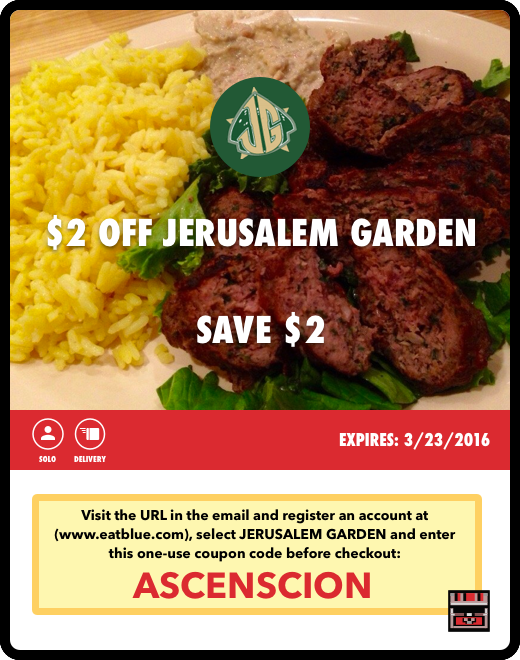 JG
$2 OFF JERUSALEM GARDEN
SAVE $2
SOLO
DELIVERY
EXPIRES: 3/23/2016
Visit the URL in the email and register an account at
(www.eatblue.com), select JERUSALEM GARDEN and enter
this one-use coupon code before checkout:
ASCENSCION